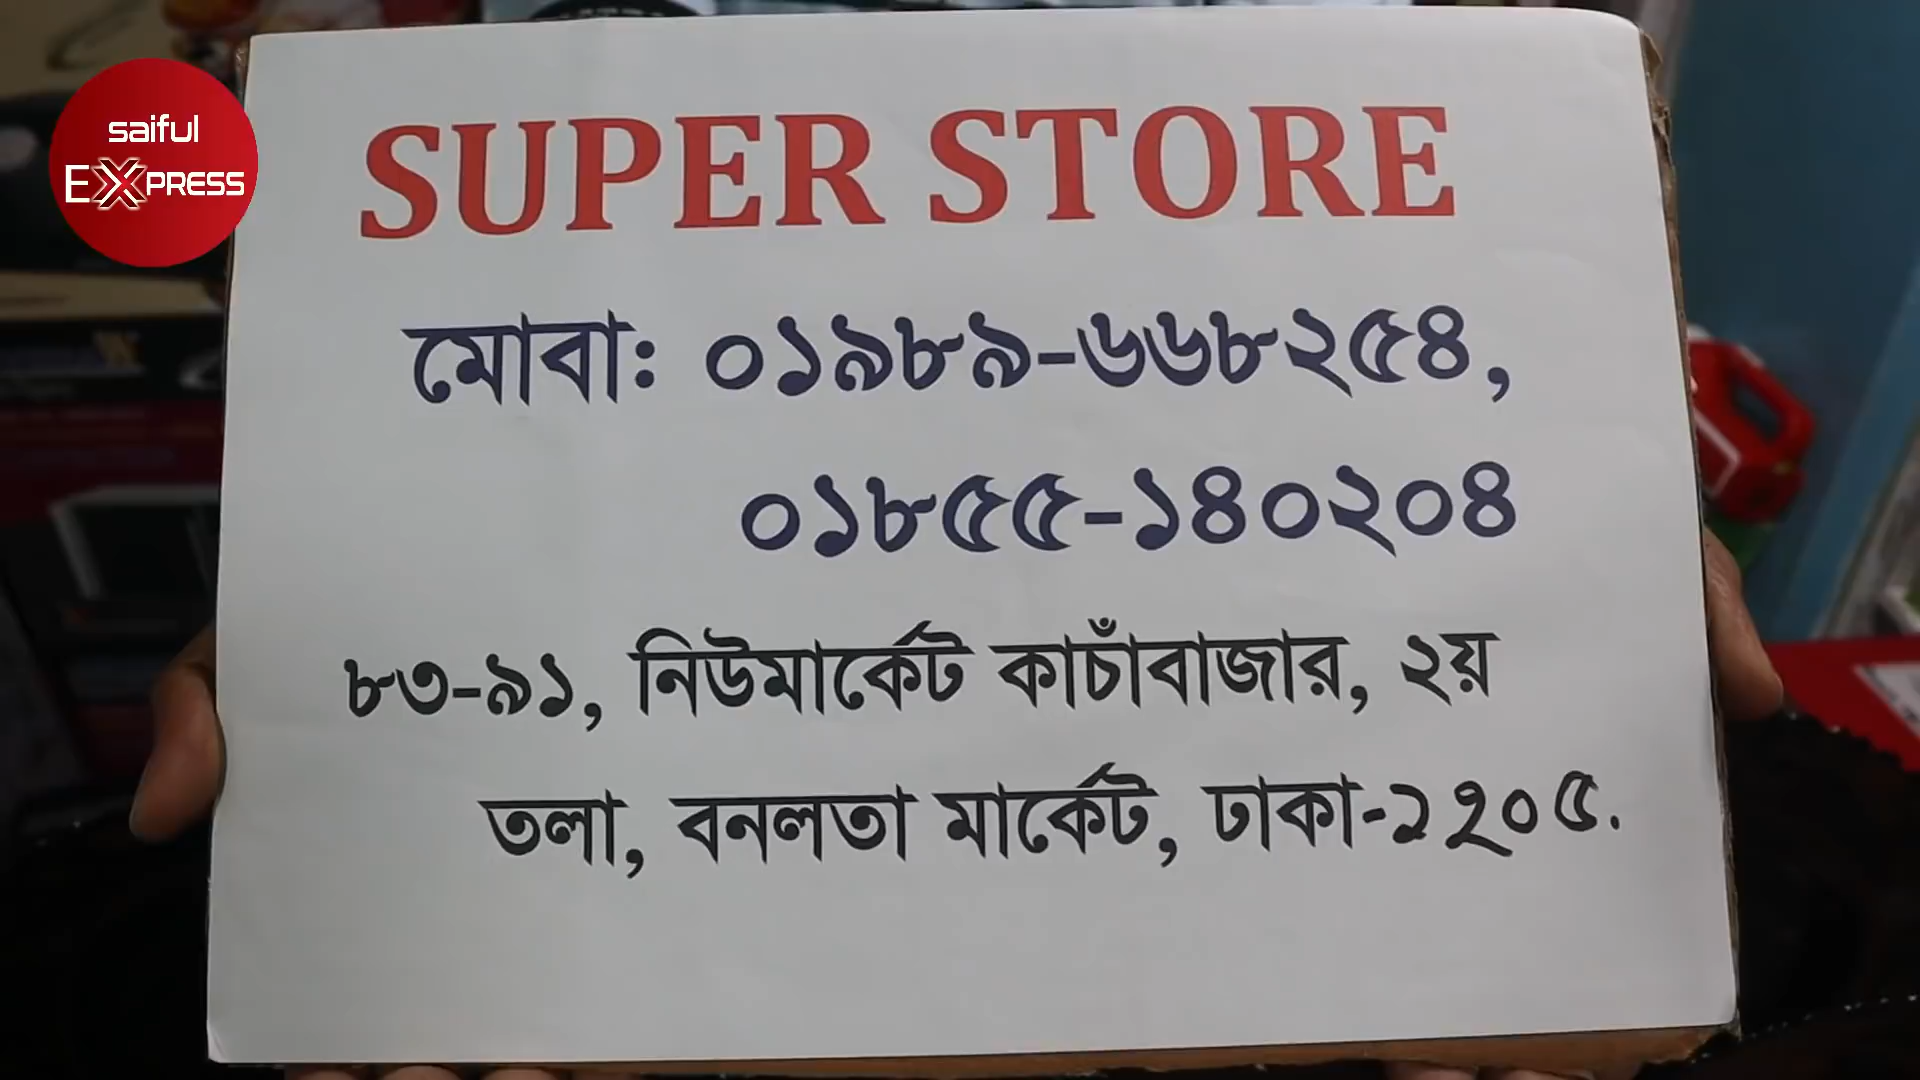 saiful
EXPRESS
SUPER STORE
মোবা: ০১৯৮৯-৬৬৮২৫৪,
০১৮৫৫-১৪০২০৪
৮৩-৯১, নিউমার্কেট কাচাঁবাজার, ২য়
তলা, বনলতা মার্কেট, ঢাকা-১২০৫.